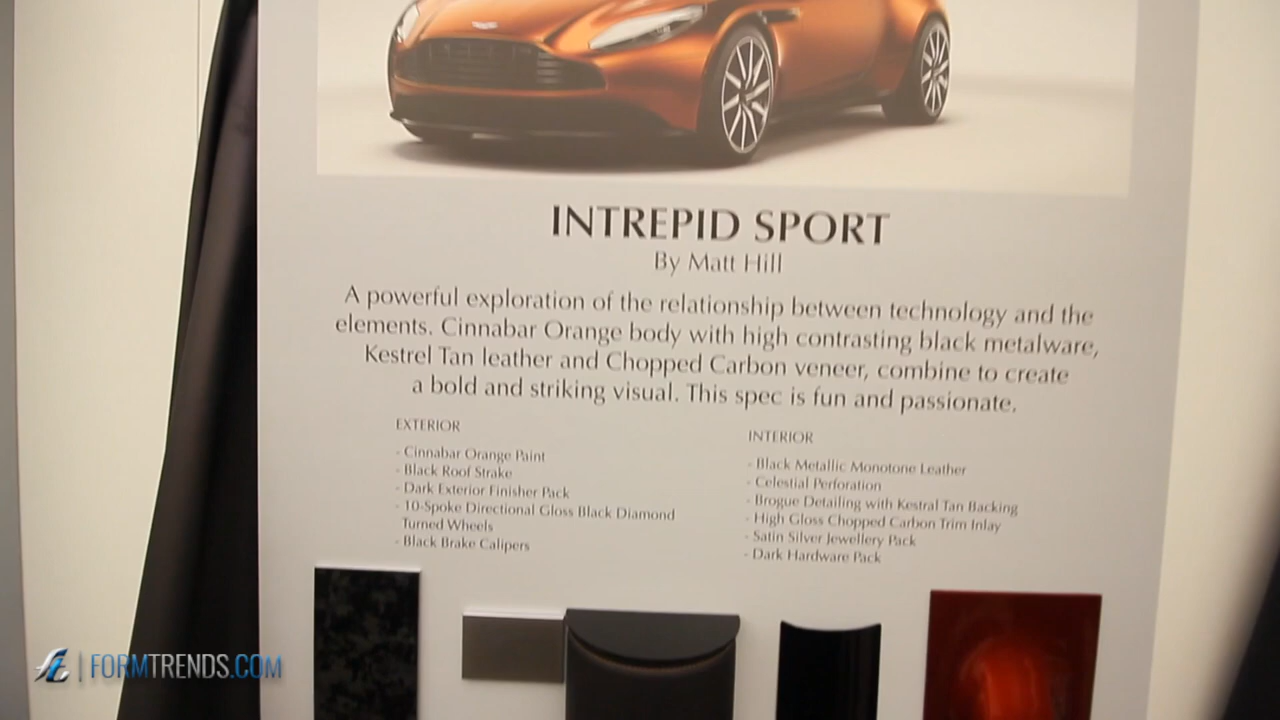 INTREPID SPORT
By Matt Hill
A powerful exploration of the relationship between technology and the
elements. Cinnabar Orange body with high contrasting black metalware,
Kestrel Tan leather and Chopped Carbon veneer, combine to create
a bold and striking visual. This spec is fun and passionate.
EXTERIOR
- Cinnabar Orange Paint
- Black Roof Strake
- Dark Exterior Finisher Pack
- 10-Spoke Directional Gloss Black Diamond
Turned Wheels
- Black Brake Calipers
INTERIOR
- Black Metallic Monotone Leather
- Celestial Perforation
- Brogue Detailing with Kestral Tan Backing
- High Gloss Chopped Carbon Trim Inlay
- Satin Silver Jewellery Pack
- Dark Hardware Pack
FORMTRENDS.COM